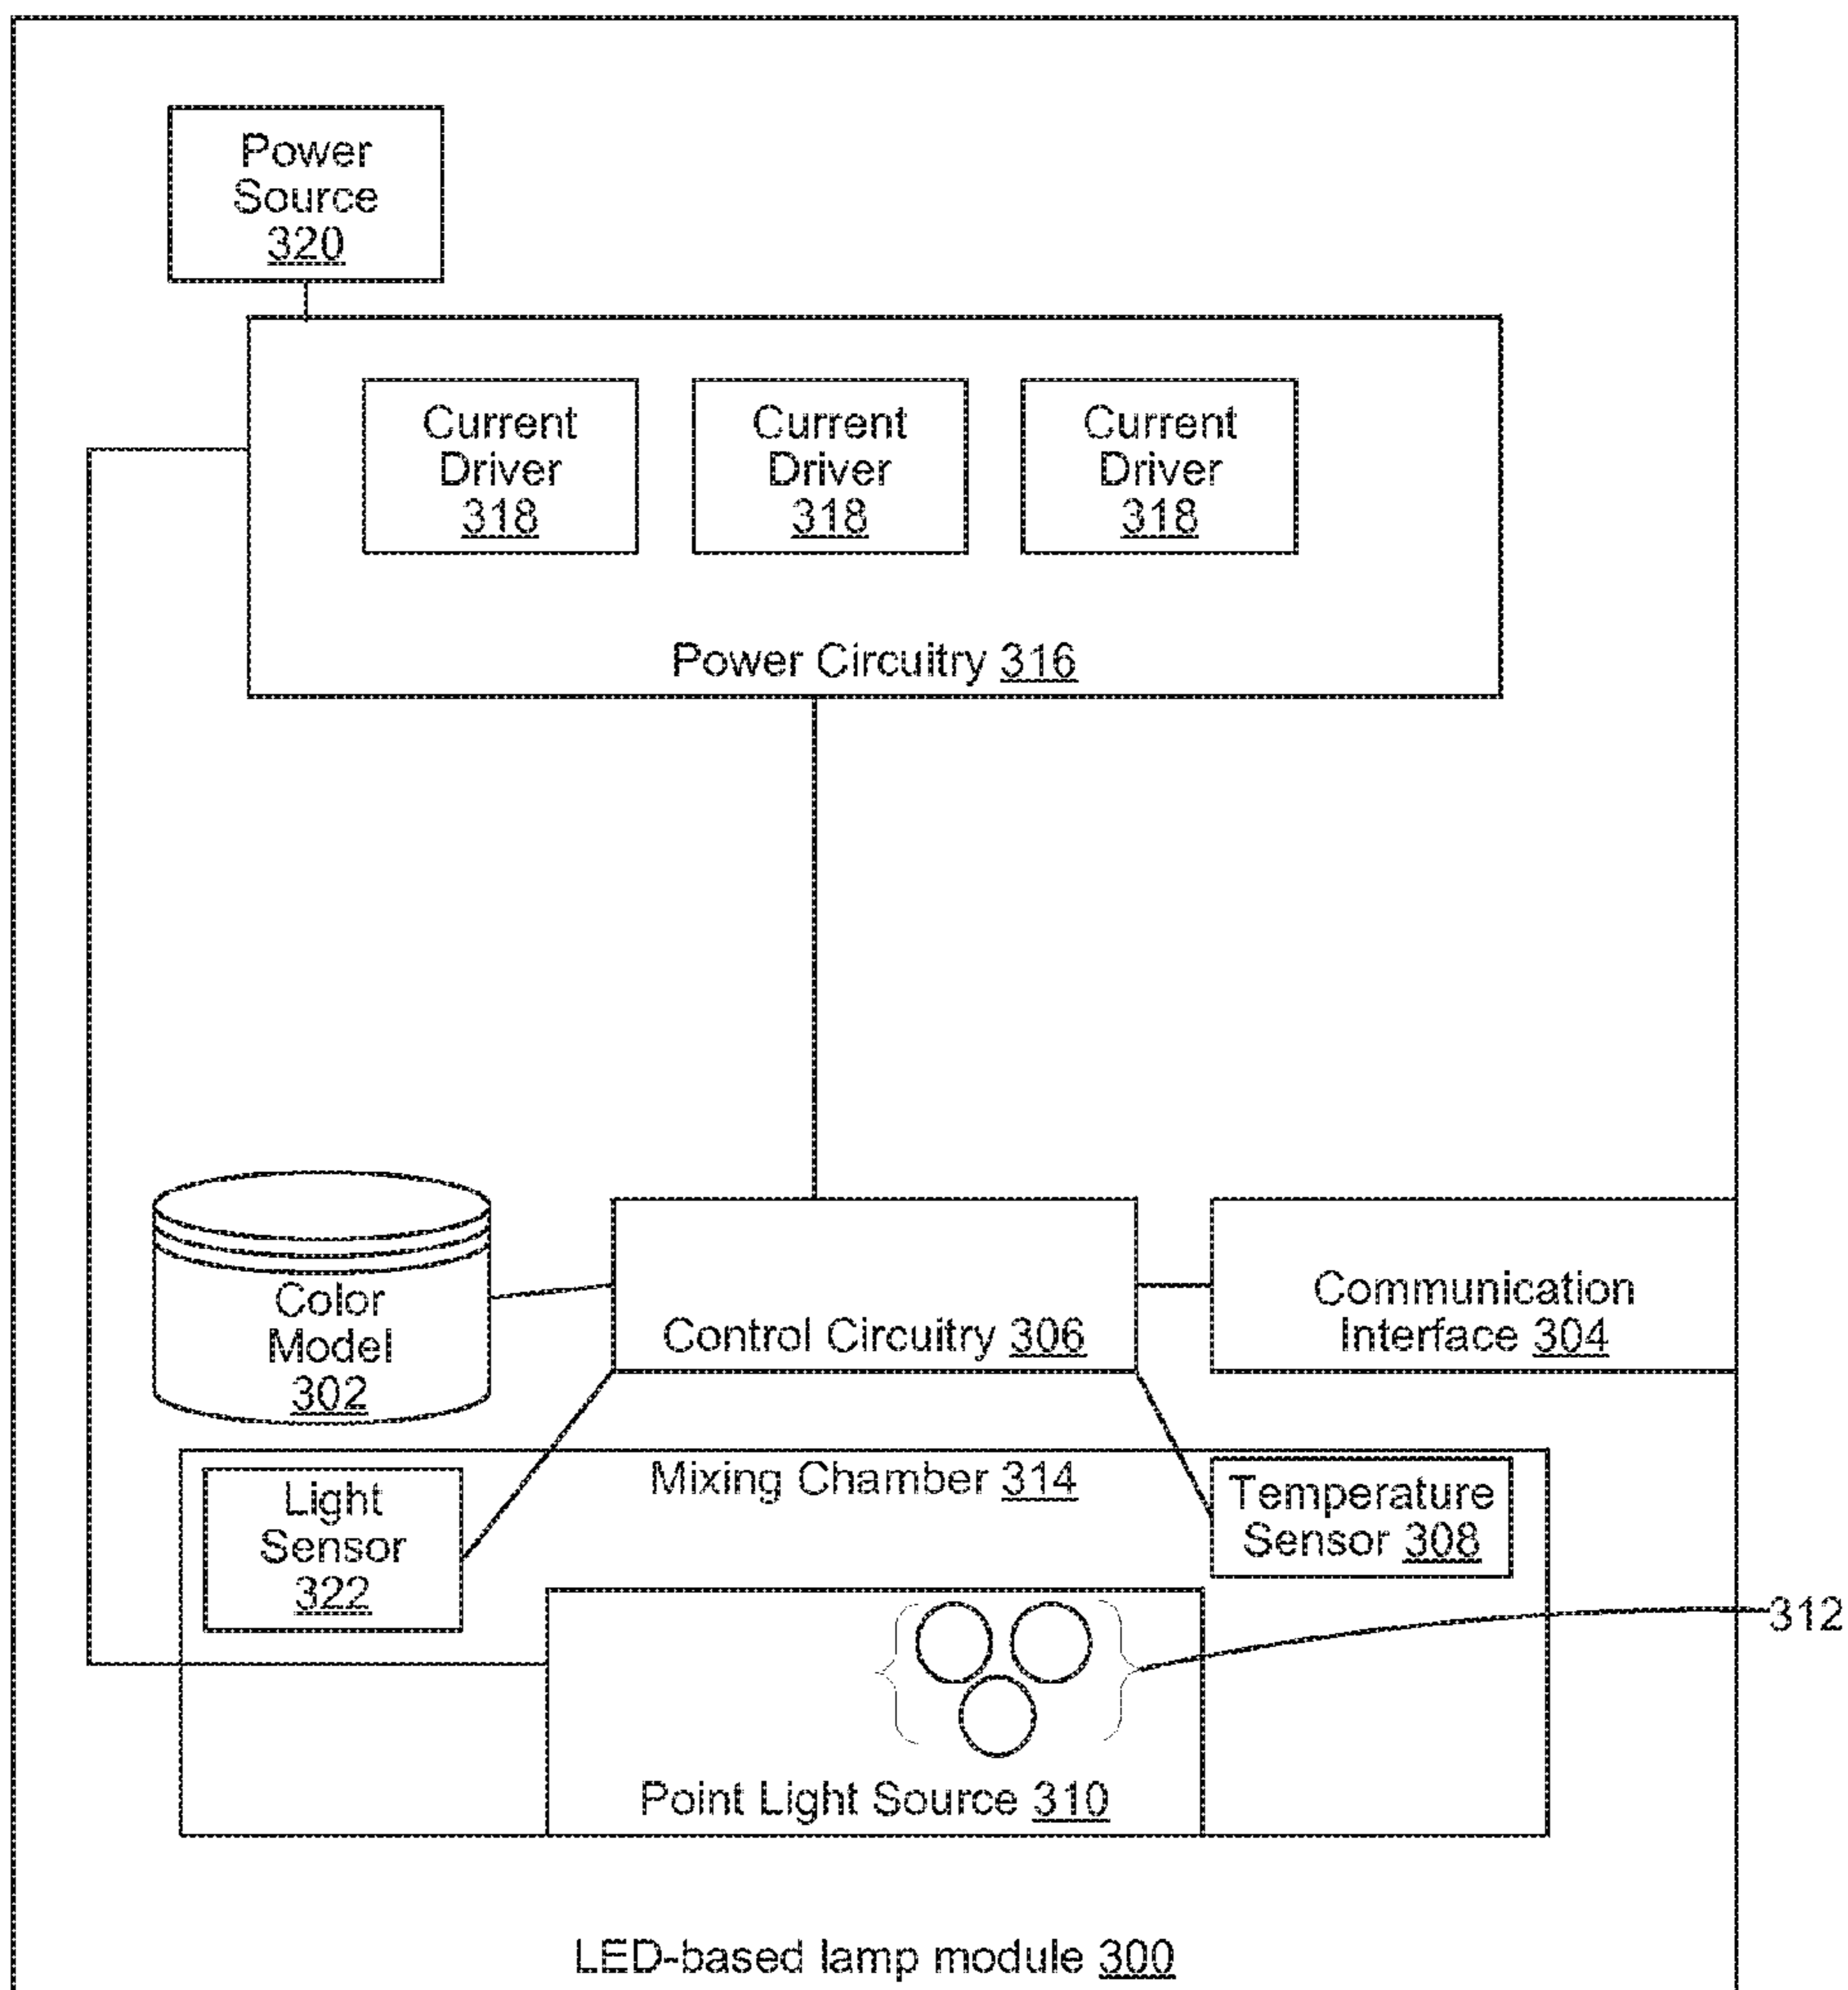 Power
Source
320
Current
Driver
318
Current
Driver
318
Current
Driver
318
Power Circuitry 316
Color
Model
302
Control Circuitry 306
Communication
Interface 304
Mixing Chamber 314
Light
Sensor
322
Temperature
Sensor 308
312
Point Light Source 310
LED-based lamp module 300